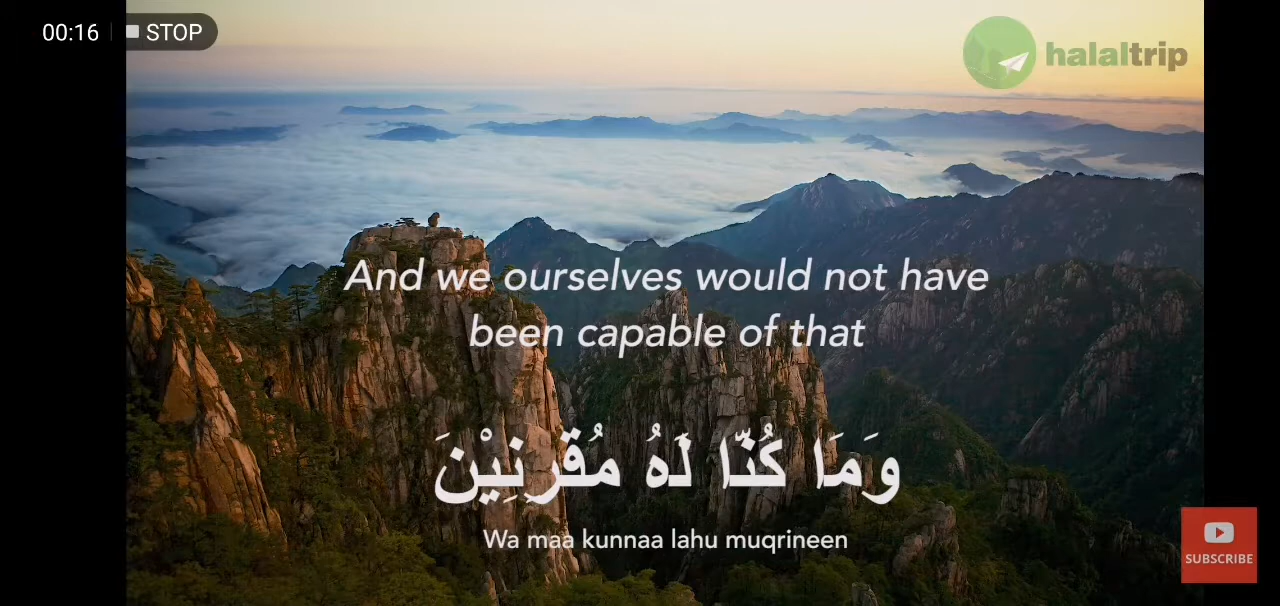 00:16 STOP
halaltrip
And we ourselves would not have
been capable of that
وَمَا كُنّا لَهُ مُقْرِنِيْنَ
Wa maa kunnaa lahu muqrineen
SUBSCRIBE